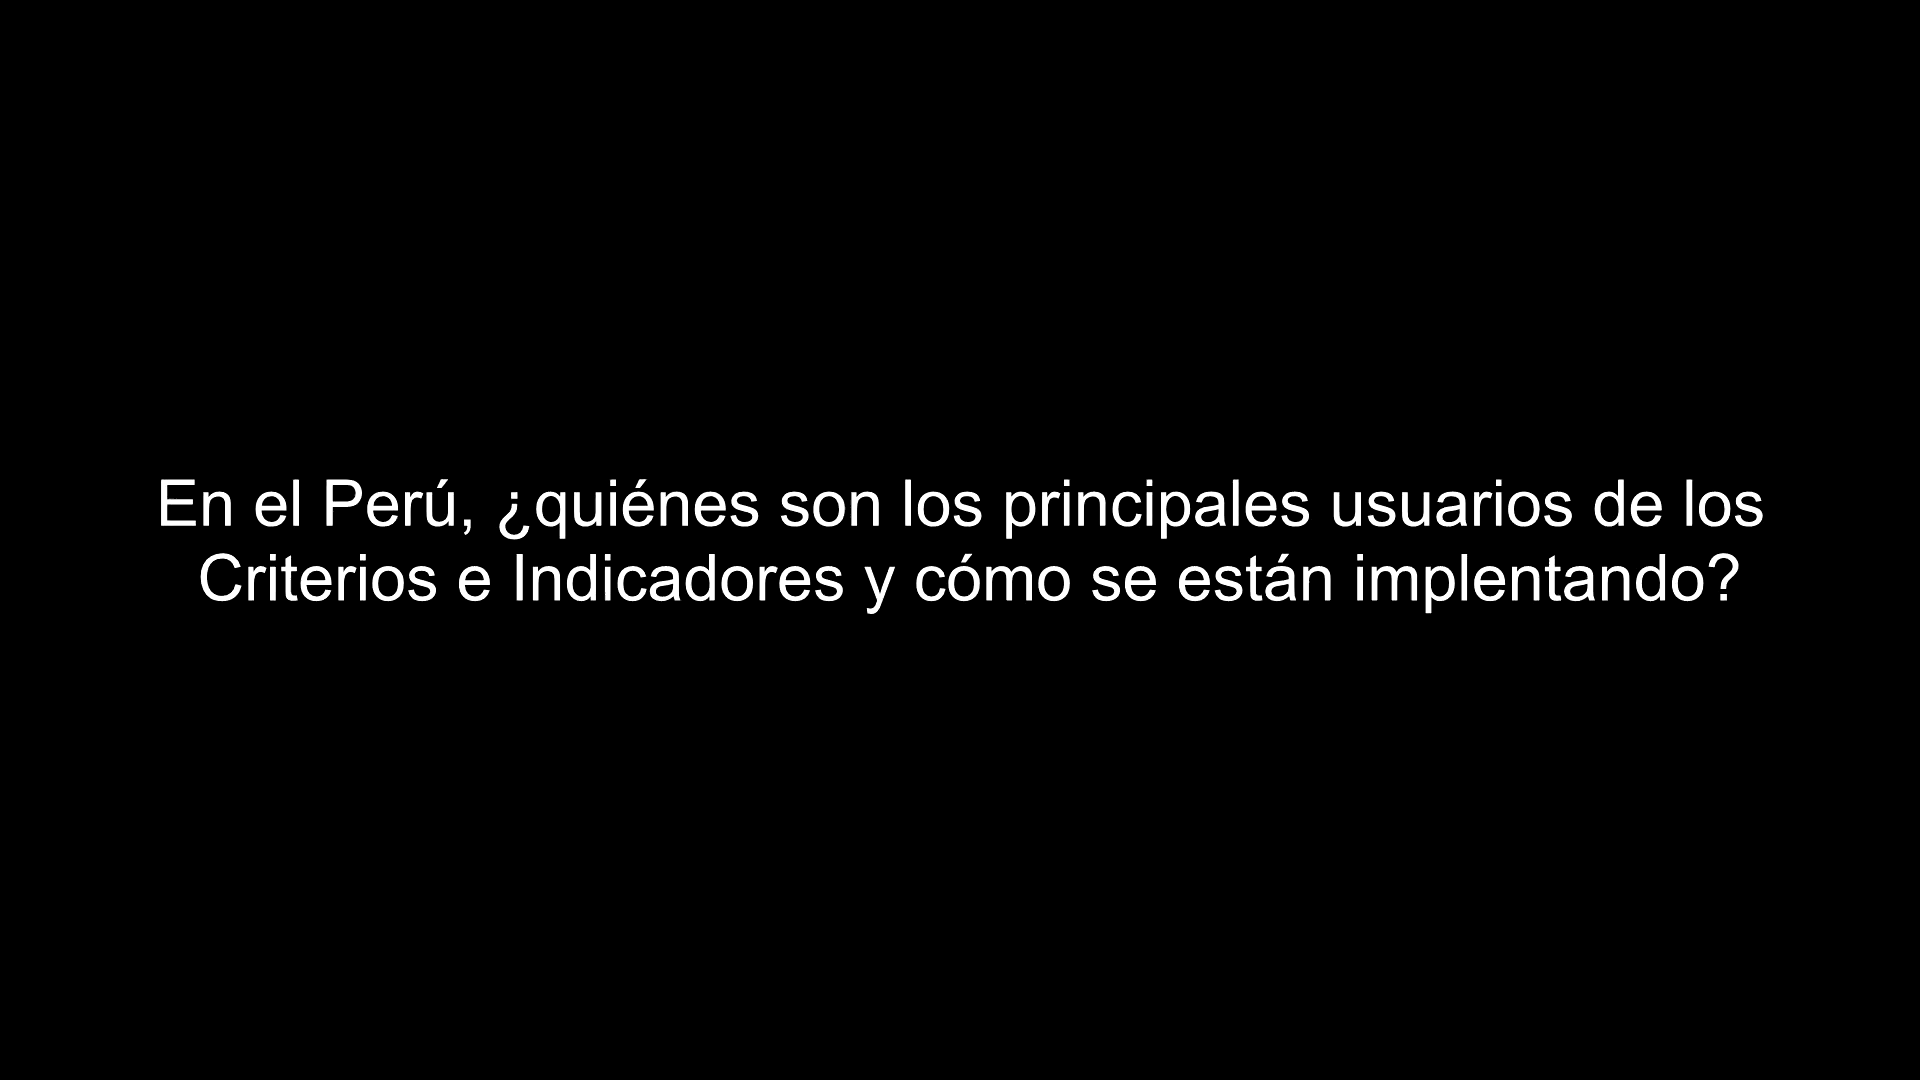 En el Perú, ¿quiénes son los principales usuarios de los
Criterios e Indicadores y cómo se están implentando?